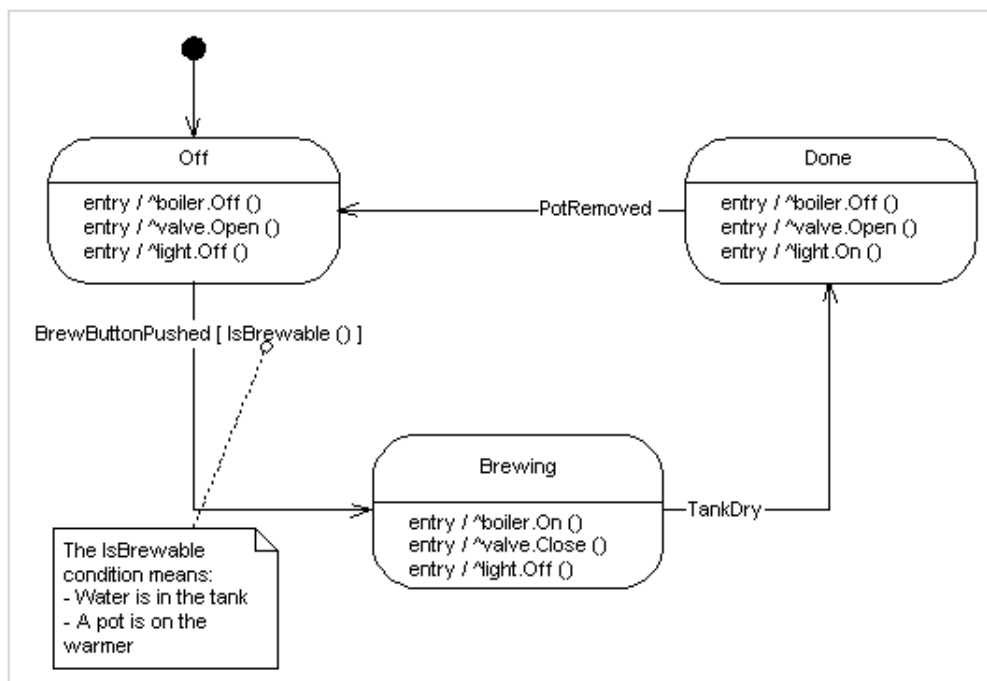 Off
entry / ^boiler.Off ()
entry / ^valve.Open ()
entry / ^light.Off ()
Done
entry / ^boiler.Off ()
entry / ^valve.Open ()
entry / ^light.On ()
PotRemoved
BrewButtonPushed [ IsBrewable () ]
Brewing
entry / ^boiler.On ()
entry / ^valve.Close ()
entry / ^light.Off ()
TankDry
The IsBrewable
condition means:
- Water is in the tank
- A pot is on the
warmer